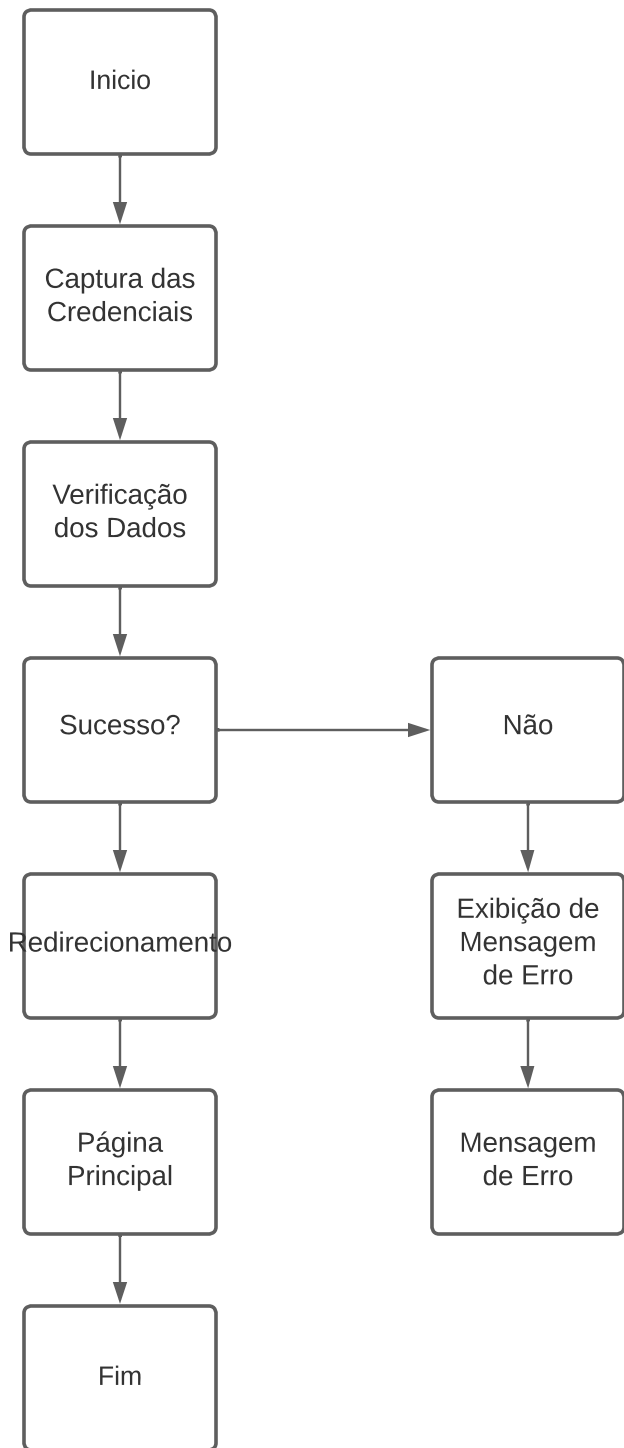 Inicio
Captura das
Credenciais
Verificação
dos Dados
Sucesso?
Não
Redirecionamento
Exibição de
Mensagem
de Erro
Página
Principal
Mensagem
de Erro
Fim